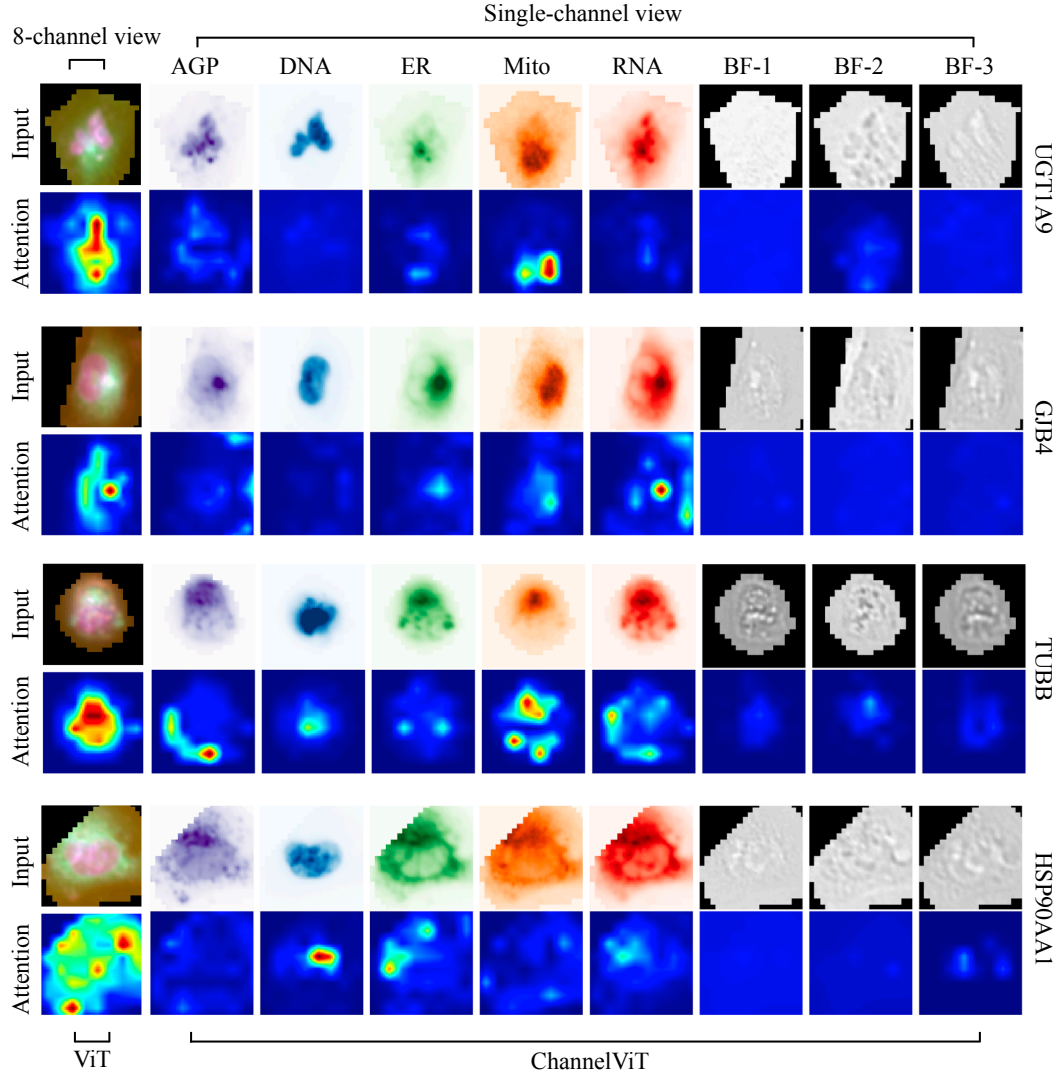 Single-channel view
8-channel view
AGP DNA ER Mito RNA BF-1 BF-2 BF-3
Input
Attention
UGT1A9
Input
Attention
GJB4
Input
Attention
TUBB
Input
Attention
HSP90AA1
ViT
ChannelViT